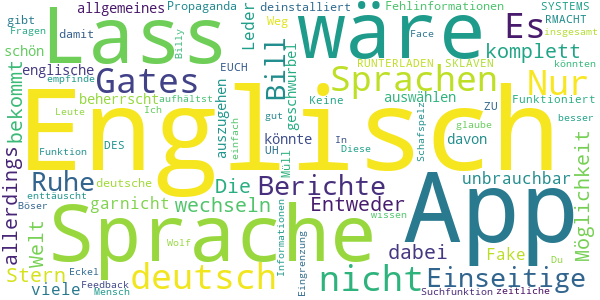 gibt allgemeines Propaganda deinstalliert Weg Fehlinformationen SYSTEMS
Fragen damit Billy Leder Face RMACHT insgesamt
schön Lass wäre Es
englische Gates EUCH Bill RUNTERLADEN SKLAVEN komplett könnten
empfinde beherrscht aufhältst geschwurbel Sprachen Nur
bekommt Leute Ich auszugehen einfach Keine auswählen ZU Funktioniert
Englisch
Funktion DES gut könnte In davon glaube besser
allerdings UH Müll Diese Schafspelz Möglichkeit
Ruhe deutsche Die Berichte unbrauchbar
enttäuscht garnicht wechseln Entweder App
Böser Welt Sprache Informationen Eingrenzung wissen dabei Fake Du
Stern Eckel Wolf deutsch nicht Einseitige
viele Feedback Mensch Suchfunktion zeitliche